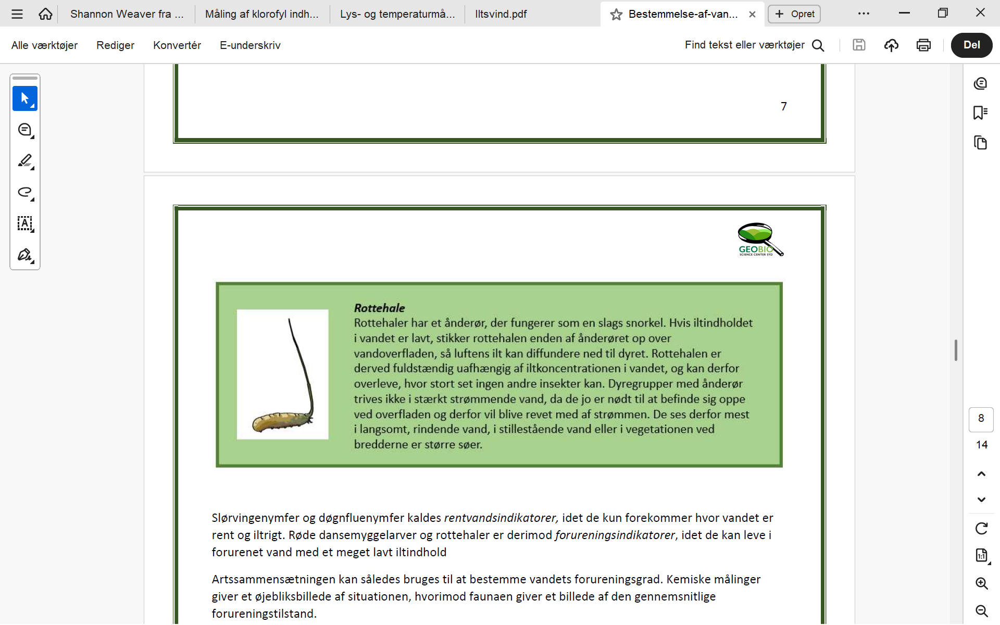 Shannon Weaver fra ...
Måling af klorofyl indh...
Lys- og temperaturmå...
Iltsvind.pdf
Bestemmelse-af-van...
Opret
Alle værktøjer
Rediger
Konvertér
E-underskriv
Find tekst eller værktøjer
Del
7
GEOBIO
SCIENCE CENTER SYD
Rottehale
Rottehaler har et ånderør, der fungerer som en slags snorkel. Hvis iltindholdet
i vandet er lavt, stikker rottehalen enden af ånderøret op over
vandoverfladen, så luftens ilt kan diffundere ned til dyret. Rottehalen er
derved fuldstændig uafhængig af iltkoncentrationen i vandet, og kan derfor
overleve, hvor stort set ingen andre insekter kan. Dyregrupper med ånderør
trives ikke i stærkt strømmende vand, da de jo er nødt til at befinde sig oppe
ved overfladen og derfor vil blive revet med af strømmen. De ses derfor mest
i langsomt, rindende vand, i stillestående vand eller i vegetationen ved
bredderne er større søer.
Slørvingenymfer og døgnfluenymfer kaldes rentvandsindikatorer, idet de kun forekommer hvor vandet er
rent og iltrigt. Røde dansemyggelarver og rottehaler er derimod forureningsindikatorer, idet de kan leve i
forurenet vand med et meget lavt iltindhold
Artssammensætningen kan således bruges til at bestemme vandets forureningsgrad. Kemiske målinger
giver et øjebliksbillede af situationen, hvorimod faunaen giver et billede af den gennemsnitlige
forureningstilstand.
8
14
1:1
A